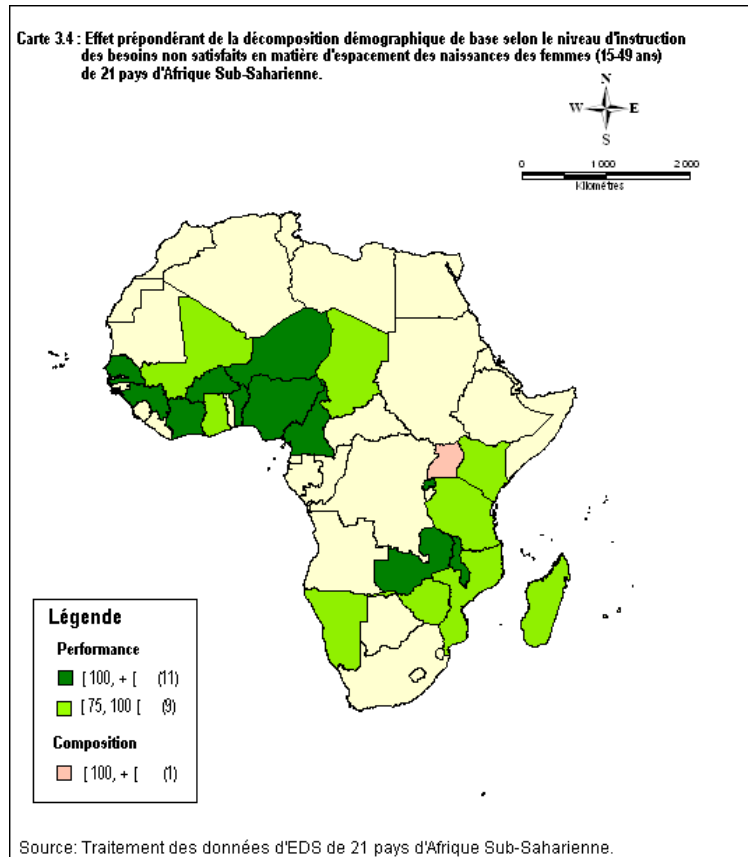 Carte 3.4 : Effet prépondérant de la décomposition démographique de base selon le niveau d'instruction
des besoins non satisfaits en matière d'espacement des naissances des femmes (15-49 ans)
de 21 pays d'Afrique Sub-Saharienne.
N
W E
S
0 1 000 2 000
Kilométres
Légende
Performance
[ 100, + [ (11)
[ 75, 100 [ (9)
Composition
[ 100, + [ (1)
Source: Traitement des données d'EDS de 21 pays d'Afrique Sub-Saharienne.